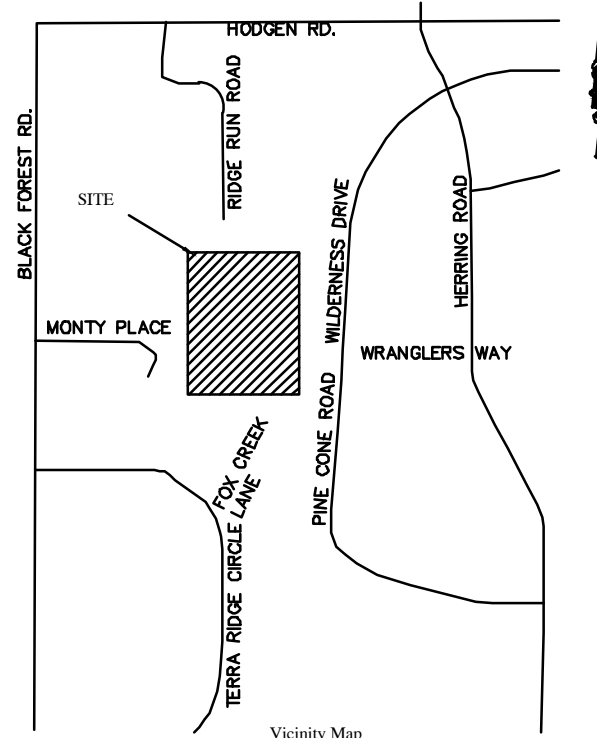 HODGEN RD.
RIDGE RUN ROAD
BLACK FOREST RD.
SITE
WILDERNESS DRIVE
HERRING ROAD
MONTY PLACE
WRANGLERS WAY
PINE CONE ROAD
FOX CREEK
LANE
TERRA RIDGE CIRCLE
Vicinity Map